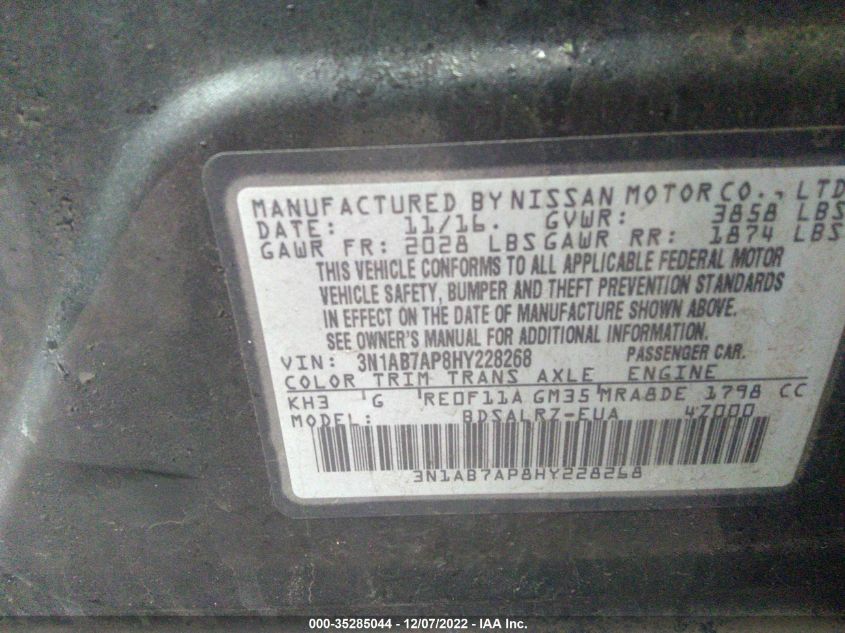 MANUFACTURED BY NISSAN MOTOR CO., LTD
DATE: 11/16. GVWR: 3858 LBS
GAWR FR: 2028 LBS GAWR RR: 1874 LBS
THIS VEHICLE CONFORMS TO ALL APPLICABLE FEDERAL MOTOR
VEHICLE SAFETY, BUMPER AND THEFT PREVENTION STANDARDS
IN EFFECT ON THE DATE OF MANUFACTURE SHOWN ABOVE.
SEE OWNER'S MANUAL FOR ADDITIONAL INFORMATION.
VIN: 3N1AB7AP8HY228268 PASSENGER CAR.
COLOR TRIM TRANS AXLE ENGINE
KH3 G RE0F11A GM35 MRA8DE 1798 CC
MODEL: BDSALRZ-EUA 4Z000
3N1AB7AP8HY228268
000-35285044 - 12/07/2022 - IAA Inc.